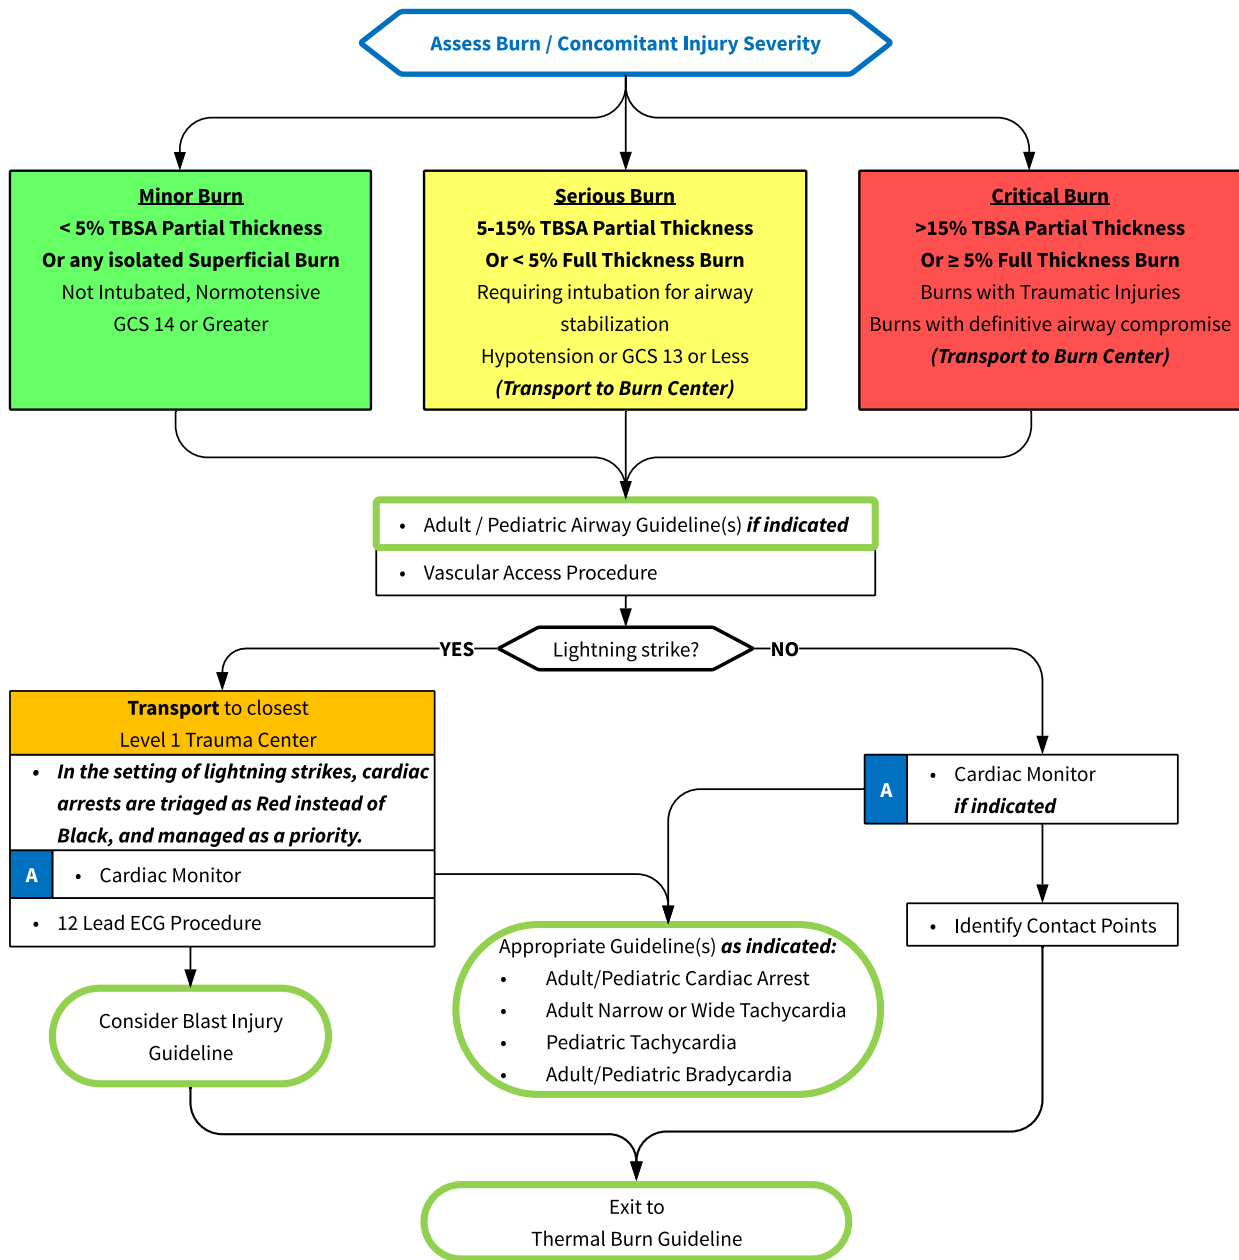 Assess Burn / Concomitant Injury Severity
Minor Burn
< 5% TBSA Partial Thickness
Or any isolated Superficial Burn
Not Intubated, Normotensive
GCS 14 or Greater
Serious Burn
5-15% TBSA Partial Thickness
Or < 5% Full Thickness Burn
Requiring intubation for airway
stabilization
Hypotension or GCS 13 or Less
(Transport to Burn Center)
Critical Burn
>15% TBSA Partial Thickness
Or ≥ 5% Full Thickness Burn
Burns with Traumatic Injuries
Burns with definitive airway compromise
(Transport to Burn Center)
• Adult / Pediatric Airway Guideline(s) if indicated
• Vascular Access Procedure
Lightning strike?
YES
NO
Transport to closest
Level 1 Trauma Center
• In the setting of lightning strikes, cardiac
arrests are triaged as Red instead of
Black, and managed as a priority.
A • Cardiac Monitor
• 12 Lead ECG Procedure
Consider Blast Injury
Guideline
A • Cardiac Monitor
if indicated
• Identify Contact Points
Appropriate Guideline(s) as indicated:
• Adult/Pediatric Cardiac Arrest
• Adult Narrow or Wide Tachycardia
• Pediatric Tachycardia
• Adult/Pediatric Bradycardia
Exit to
Thermal Burn Guideline